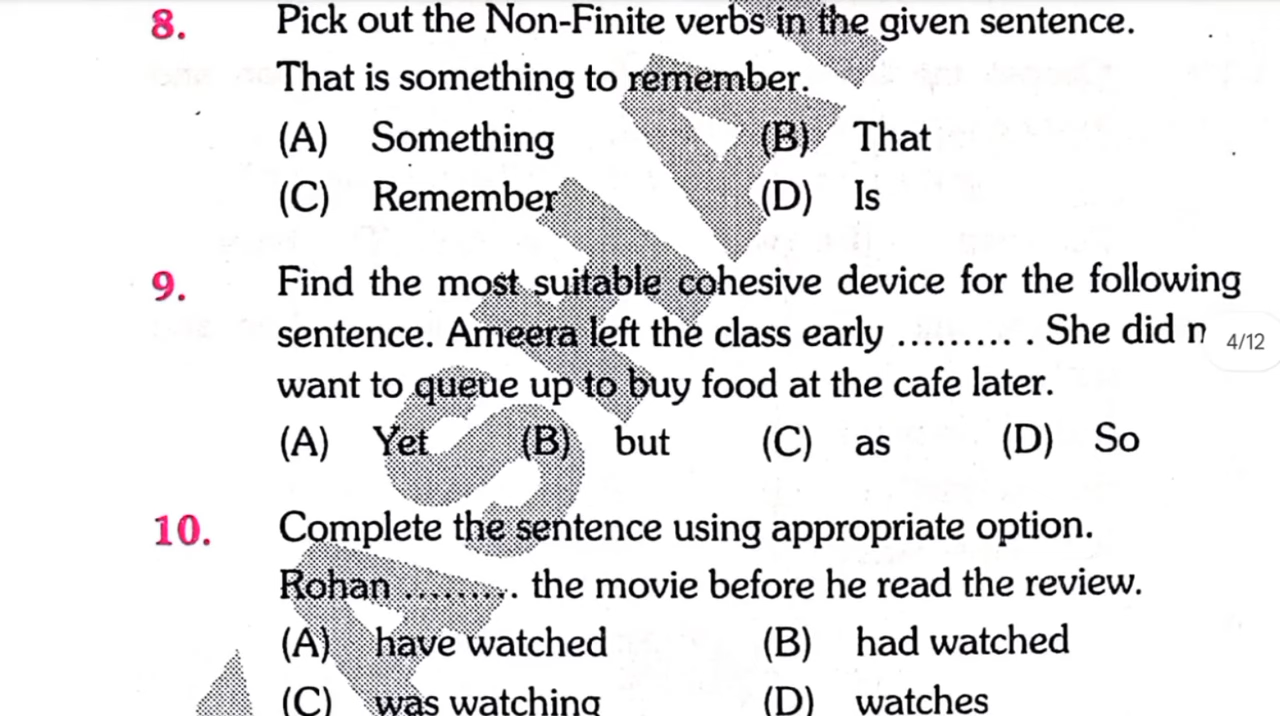 8. Pick out the Non-Finite verbs in the given sentence.
That is something to remember.
(A) Something (B) That
(C) Remember (D) Is
9. Find the most suitable cohesive device for the following
sentence. Ameera left the class early ......... . She did n 4/12
want to queue up to buy food at the cafe later.
(A) Yet (B) but (C) as (D) So
10. Complete the sentence using appropriate option.
Rohan ......... the movie before he read the review.
(A) have watched (B) had watched
(C) was watching (D) watches